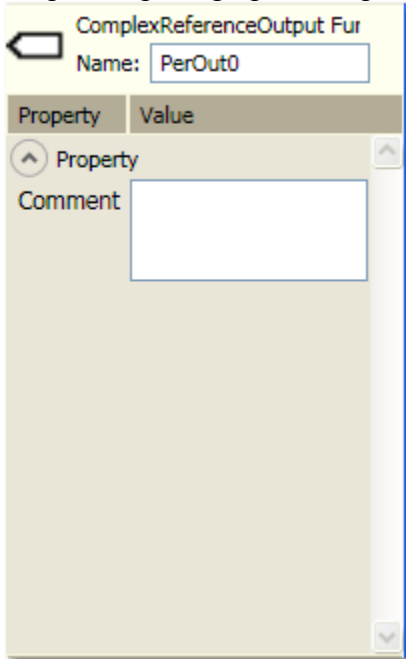 ComplexReferenceOutput Fur
Name: PerOut0
Property Value
Property
Comment